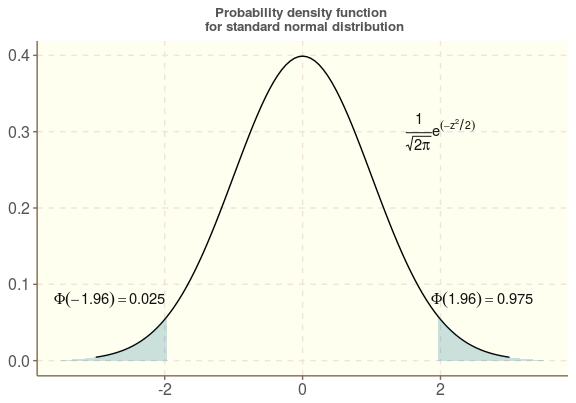 Probability density function
for standard normal distribution
0.4
0.3
0.2
0.1
0.0
1
√2π e(−z²/2)
Φ(−1.96) = 0.025
Φ(1.96) = 0.975
-2
0
2